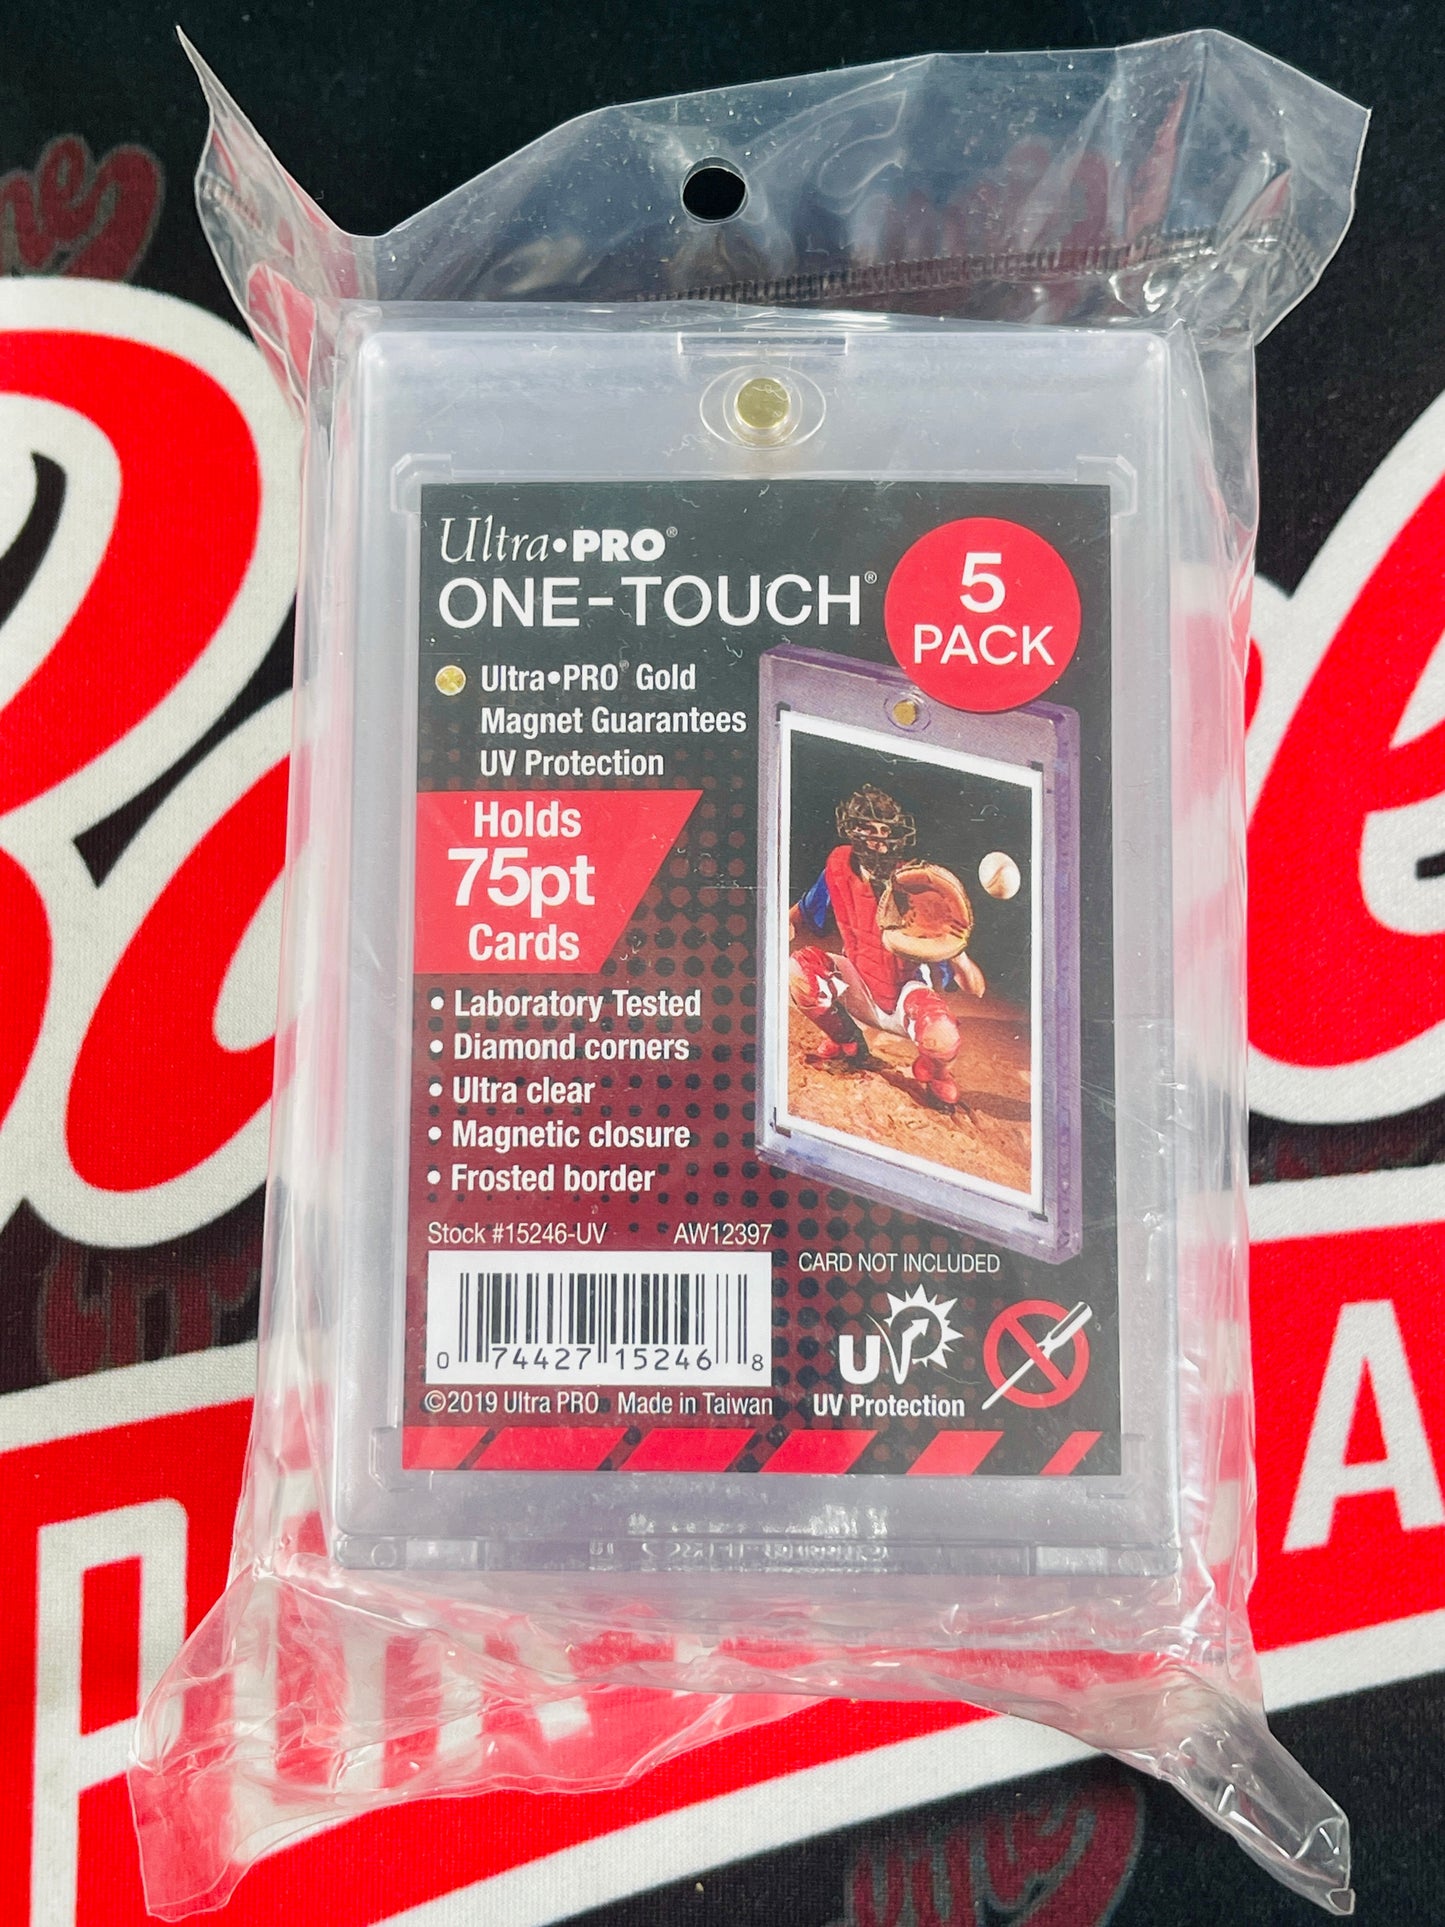 Ultra•PRO®
ONE-TOUCH®
5
PACK
Ultra•PRO® Gold
Magnet Guarantees
UV Protection
Holds
75pt
Cards
• Laboratory Tested
• Diamond corners
• Ultra clear
• Magnetic closure
• Frosted border
Stock #15246-UV AW12397
CARD NOT INCLUDED
0 74427 15246 8
UV
UV Protection
©2019 Ultra PRO Made in Taiwan